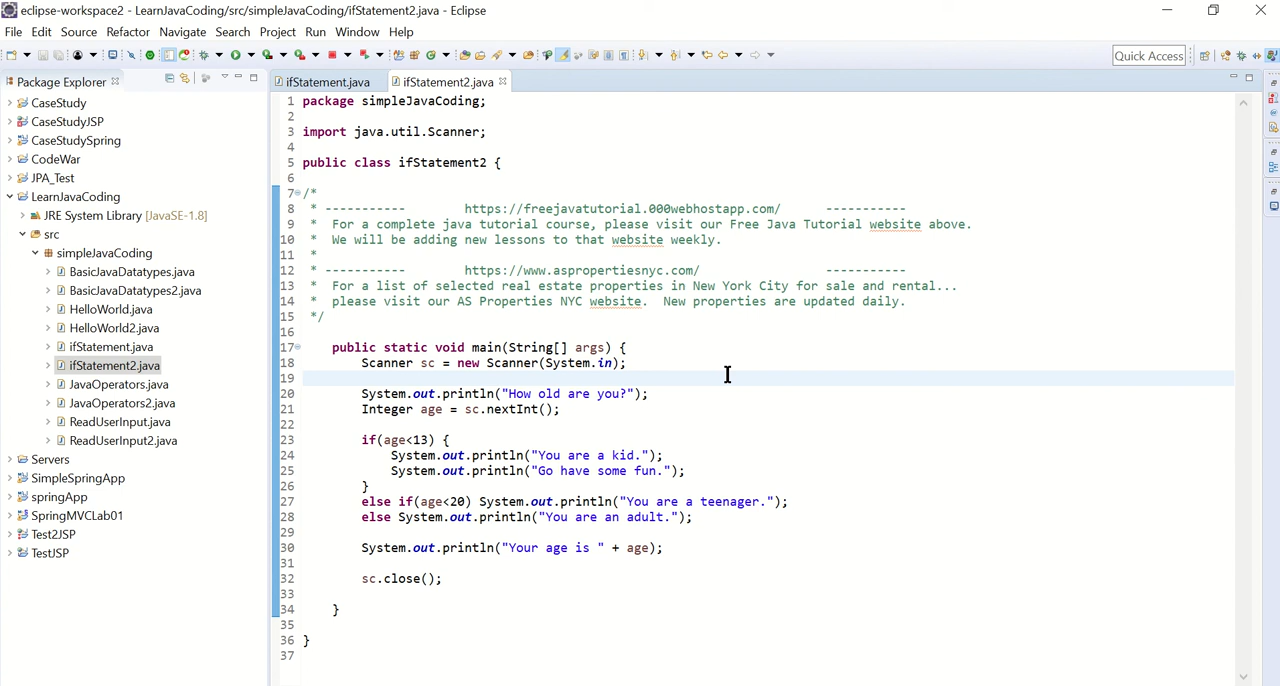 eclipse-workspace2 - LearnJavaCoding/src/simpleJavaCoding/ifStatement2.java - Eclipse
File Edit Source Refactor Navigate Search Project Run Window Help
Quick Access
Package Explorer
CaseStudy
CaseStudyJSP
CaseStudySpring
CodeWar
JPA_Test
LearnJavaCoding
JRE System Library [JavaSE-1.8]
src
simpleJavaCoding
BasicJavaDatatypes.java
BasicJavaDatatypes2.java
HelloWorld.java
HelloWorld2.java
ifStatement.java
ifStatement2.java
JavaOperators.java
JavaOperators2.java
ReadUserInput.java
ReadUserInput2.java
Servers
SimpleSpringApp
springApp
SpringMVCLab01
Test2JSP
TestJSP
ifStatement.java ifStatement2.java
1 package simpleJavaCoding;
2
3 import java.util.Scanner;
4
5 public class ifStatement2 {
6
7 /*
8 * ----------- https://freejavatutorial.000webhostapp.com/ -----------
9 * For a complete java tutorial course, please visit our Free Java Tutorial website above.
10 * We will be adding new lessons to that website weekly.
11 *
12 * ----------- https://www.aspropertiesnyc.com/ -----------
13 * For a list of selected real estate properties in New York City for sale and rental...
14 * please visit our AS Properties NYC website. New properties are updated daily.
15 */
16
17 public static void main(String[] args) {
18 Scanner sc = new Scanner(System.in);
19
20 System.out.println("How old are you?");
21 Integer age = sc.nextInt();
22
23 if(age<13) {
24 System.out.println("You are a kid.");
25 System.out.println("Go have some fun.");
26 }
27 else if(age<20) System.out.println("You are a teenager.");
28 else System.out.println("You are an adult.");
29
30 System.out.println("Your age is " + age);
31
32 sc.close();
33
34 }
35
36 }
37